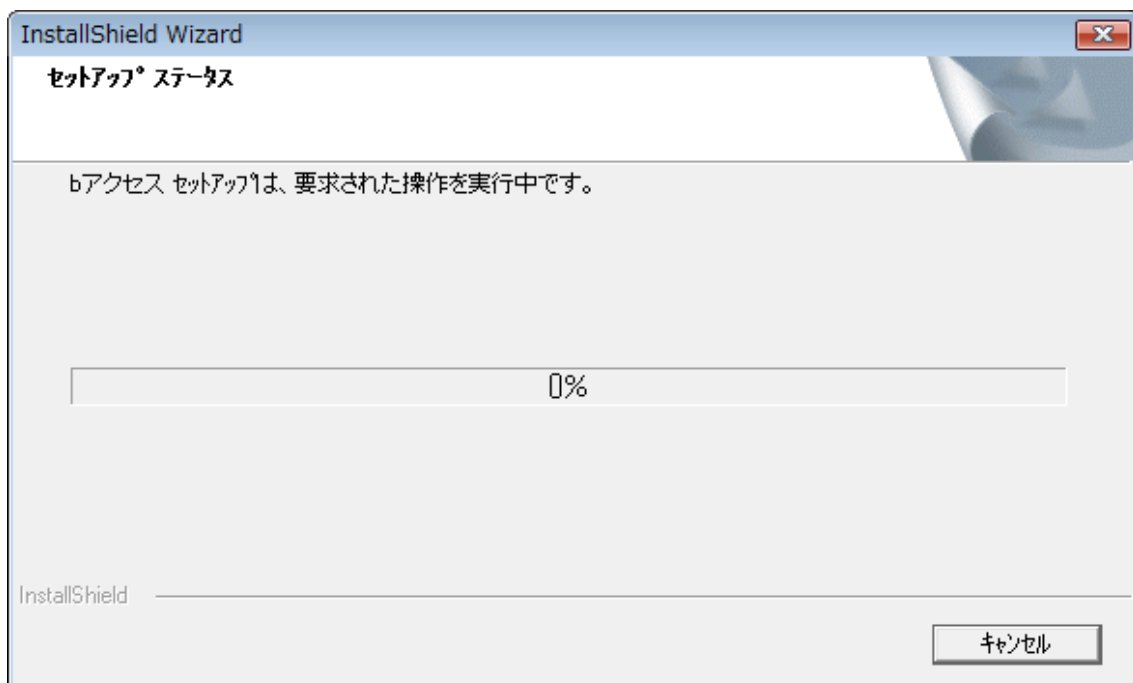 InstallShield Wizard
セットアップ ステータス
bアクセス セットアップは、要求された操作を実行中です。
0%
InstallShield
キャンセル